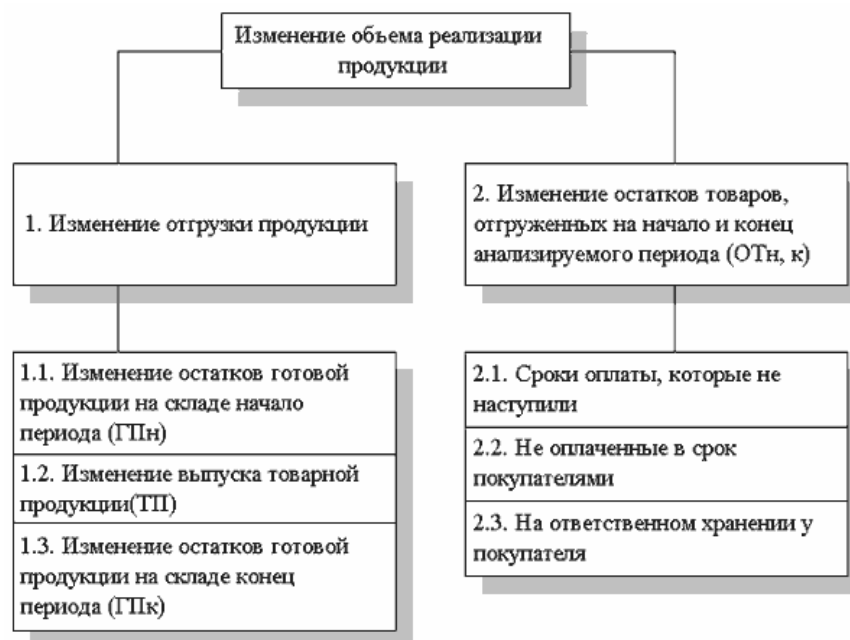 Изменение объема реализации
продукции
1. Изменение отгрузки продукции
2. Изменение остатков товаров,
отгруженных на начало и конец
анализируемого периода (ОТн, к)
1.1. Изменение остатков готовой
продукции на складе начало
периода (ГПн)
1.2. Изменение выпуска товарной
продукции(ТП)
1.3. Изменение остатков готовой
продукции на складе конец
периода (ГПк)
2.1. Сроки оплаты, которые не
наступили
2.2. Не оплаченные в срок
покупателями
2.3. На ответственном хранении у
покупателя